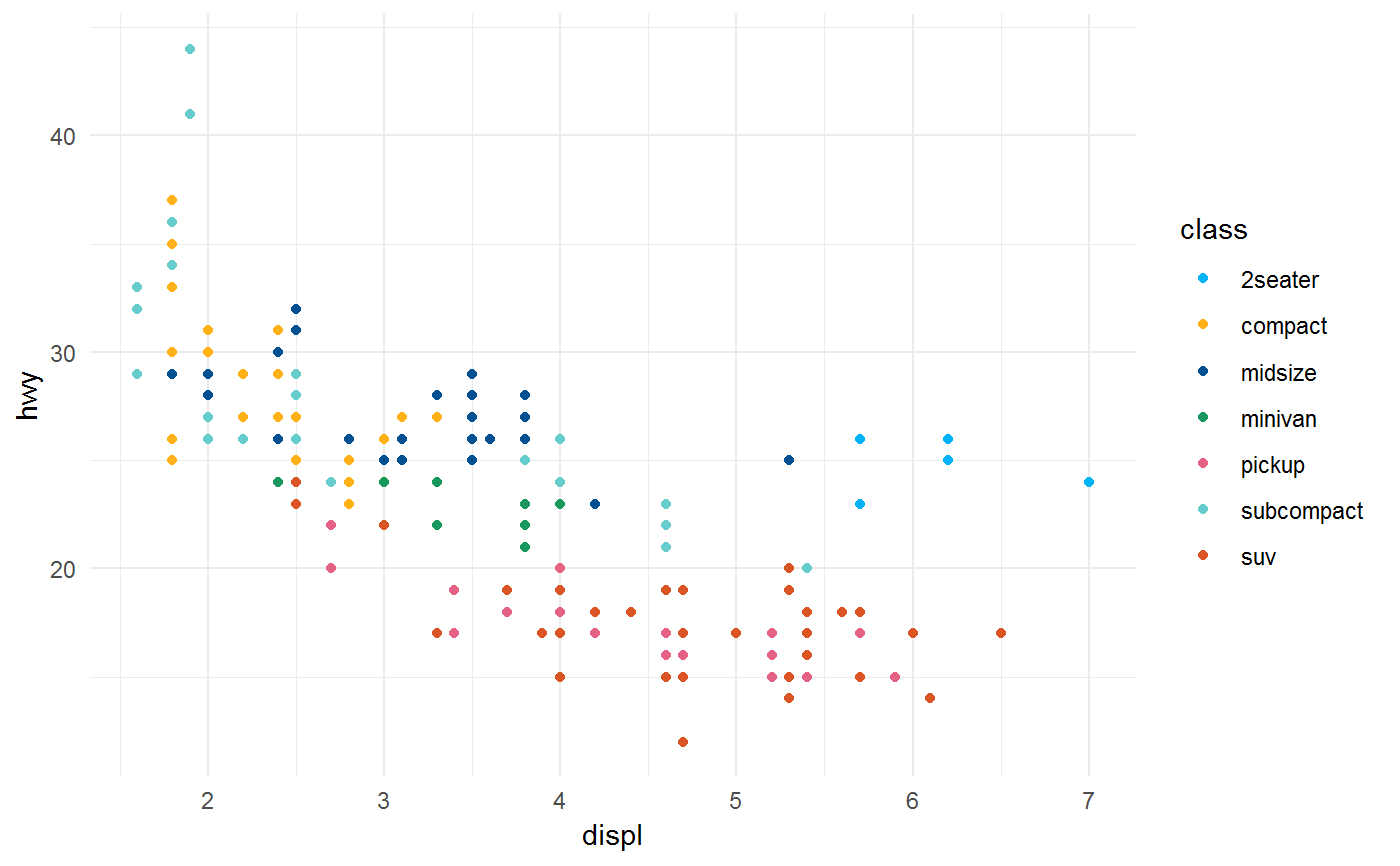 40
30
20
hwy
2
3
4
5
6
7
displ
class
2seater
compact
midsize
minivan
pickup
subcompact
suv